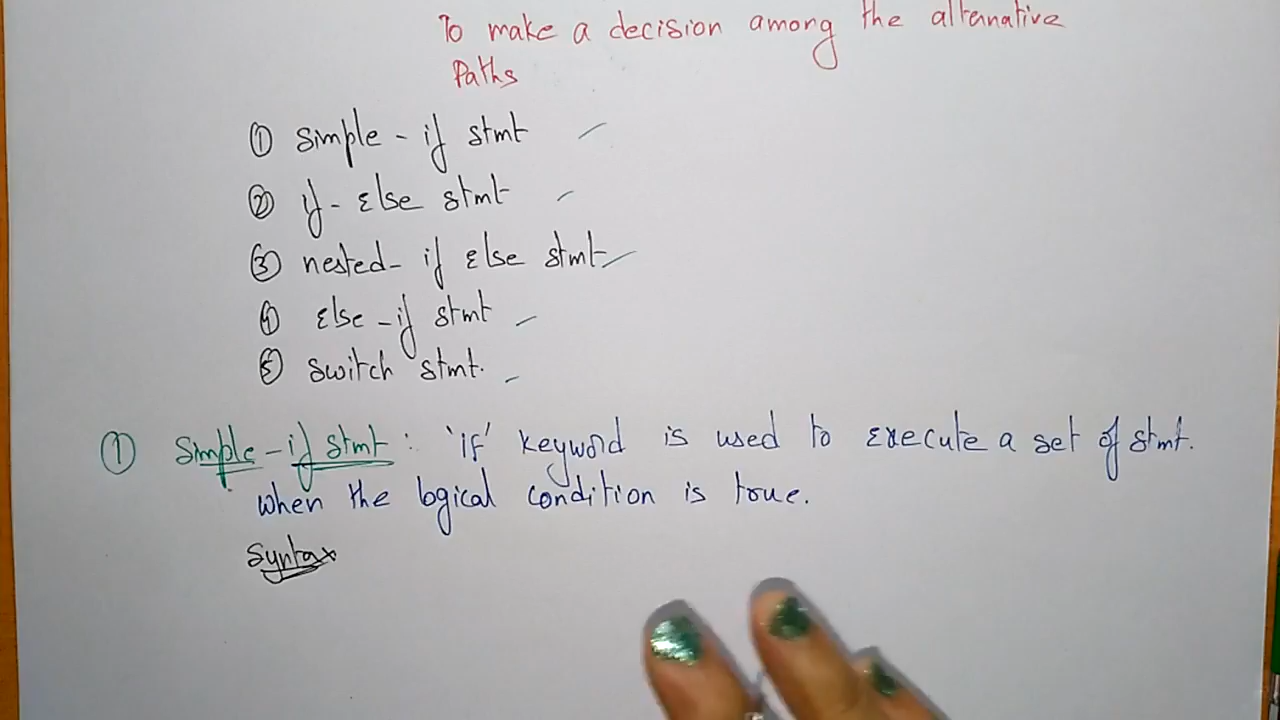 To make a decision among the alternative
Paths
① simple - if stmt
② if - else stmt
③ nested - if else stmt
④ else - if stmt
⑤ switch stmt.
① Simple - if stmt : 'if' keyword is used to execute a set of stmt.
when the logical condition is true.
Syntax